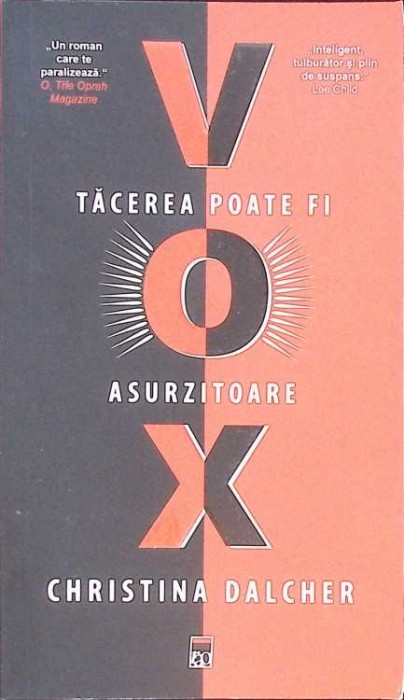 „Un roman
care te
paralizează.“
O, The Oprah
Magazine
„Inteligent,
tulburător și plin
de suspans.“
Lee Child
V
TĂCEREA POATE FI
O
ASURZITOARE
X
CHRISTINA DALCHER
rao